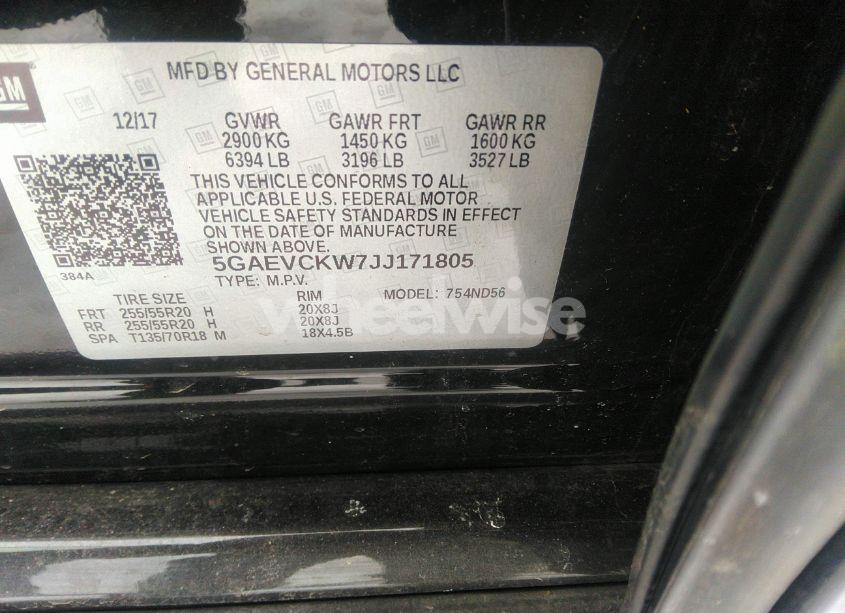 GM
MFD BY GENERAL MOTORS LLC
12/17 GVWR GAWR FRT GAWR RR
2900 KG 1450 KG 1600 KG
6394 LB 3196 LB 3527 LB
THIS VEHICLE CONFORMS TO ALL
APPLICABLE U.S. FEDERAL MOTOR
VEHICLE SAFETY STANDARDS IN EFFECT
ON THE DATE OF MANUFACTURE
SHOWN ABOVE.
384A
5GAEVCKW7JJ171805
TYPE: M.P.V.
TIRE SIZE RIM MODEL: 754ND56
FRT 255/55R20 H 20X8J
RR 255/55R20 H 20X8J
SPA T135/70R18 M 18X4.5B
wheelwise